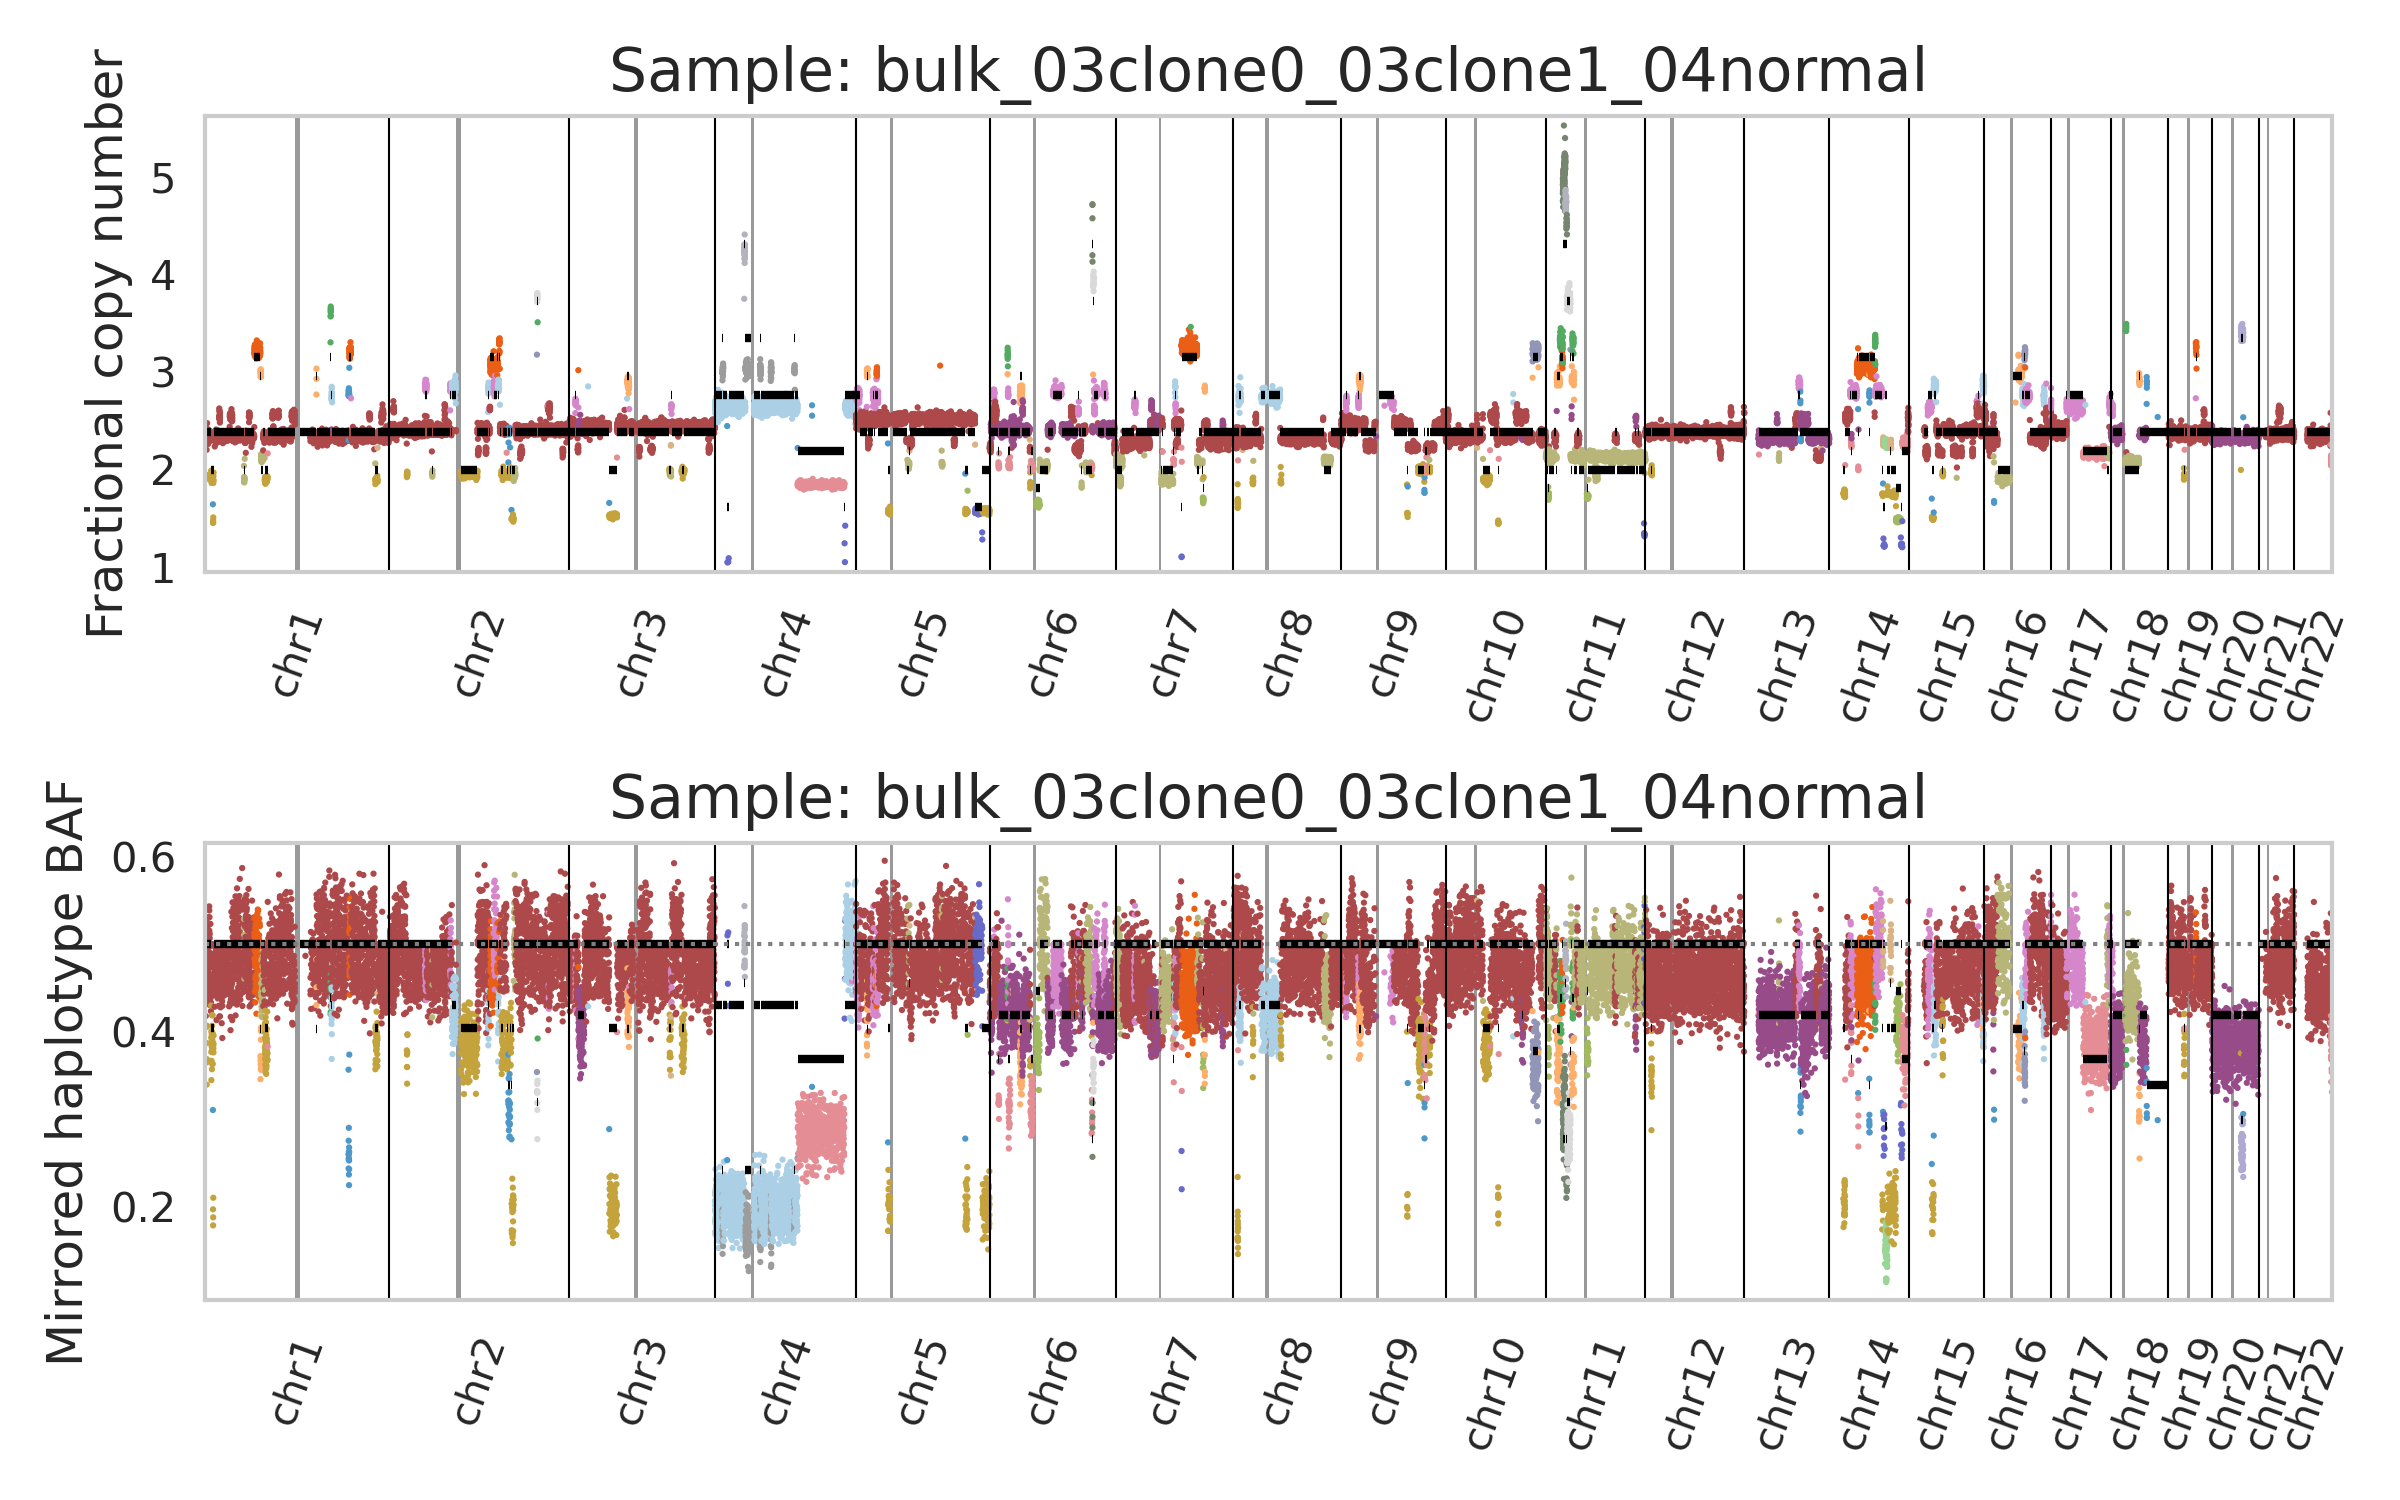 Sample: bulk_03clone0_03clone1_04normal
Fractional copy number
5
4
3
2
1
chr1 chr2 chr3 chr4 chr5 chr6 chr7 chr8 chr9 chr10 chr11 chr12 chr13 chr14 chr15 chr16 chr17 chr18 chr19 chr20 chr21 chr22
Sample: bulk_03clone0_03clone1_04normal
Mirrored haplotype BAF
0.6
0.4
0.2
chr1 chr2 chr3 chr4 chr5 chr6 chr7 chr8 chr9 chr10 chr11 chr12 chr13 chr14 chr15 chr16 chr17 chr18 chr19 chr20 chr21 chr22